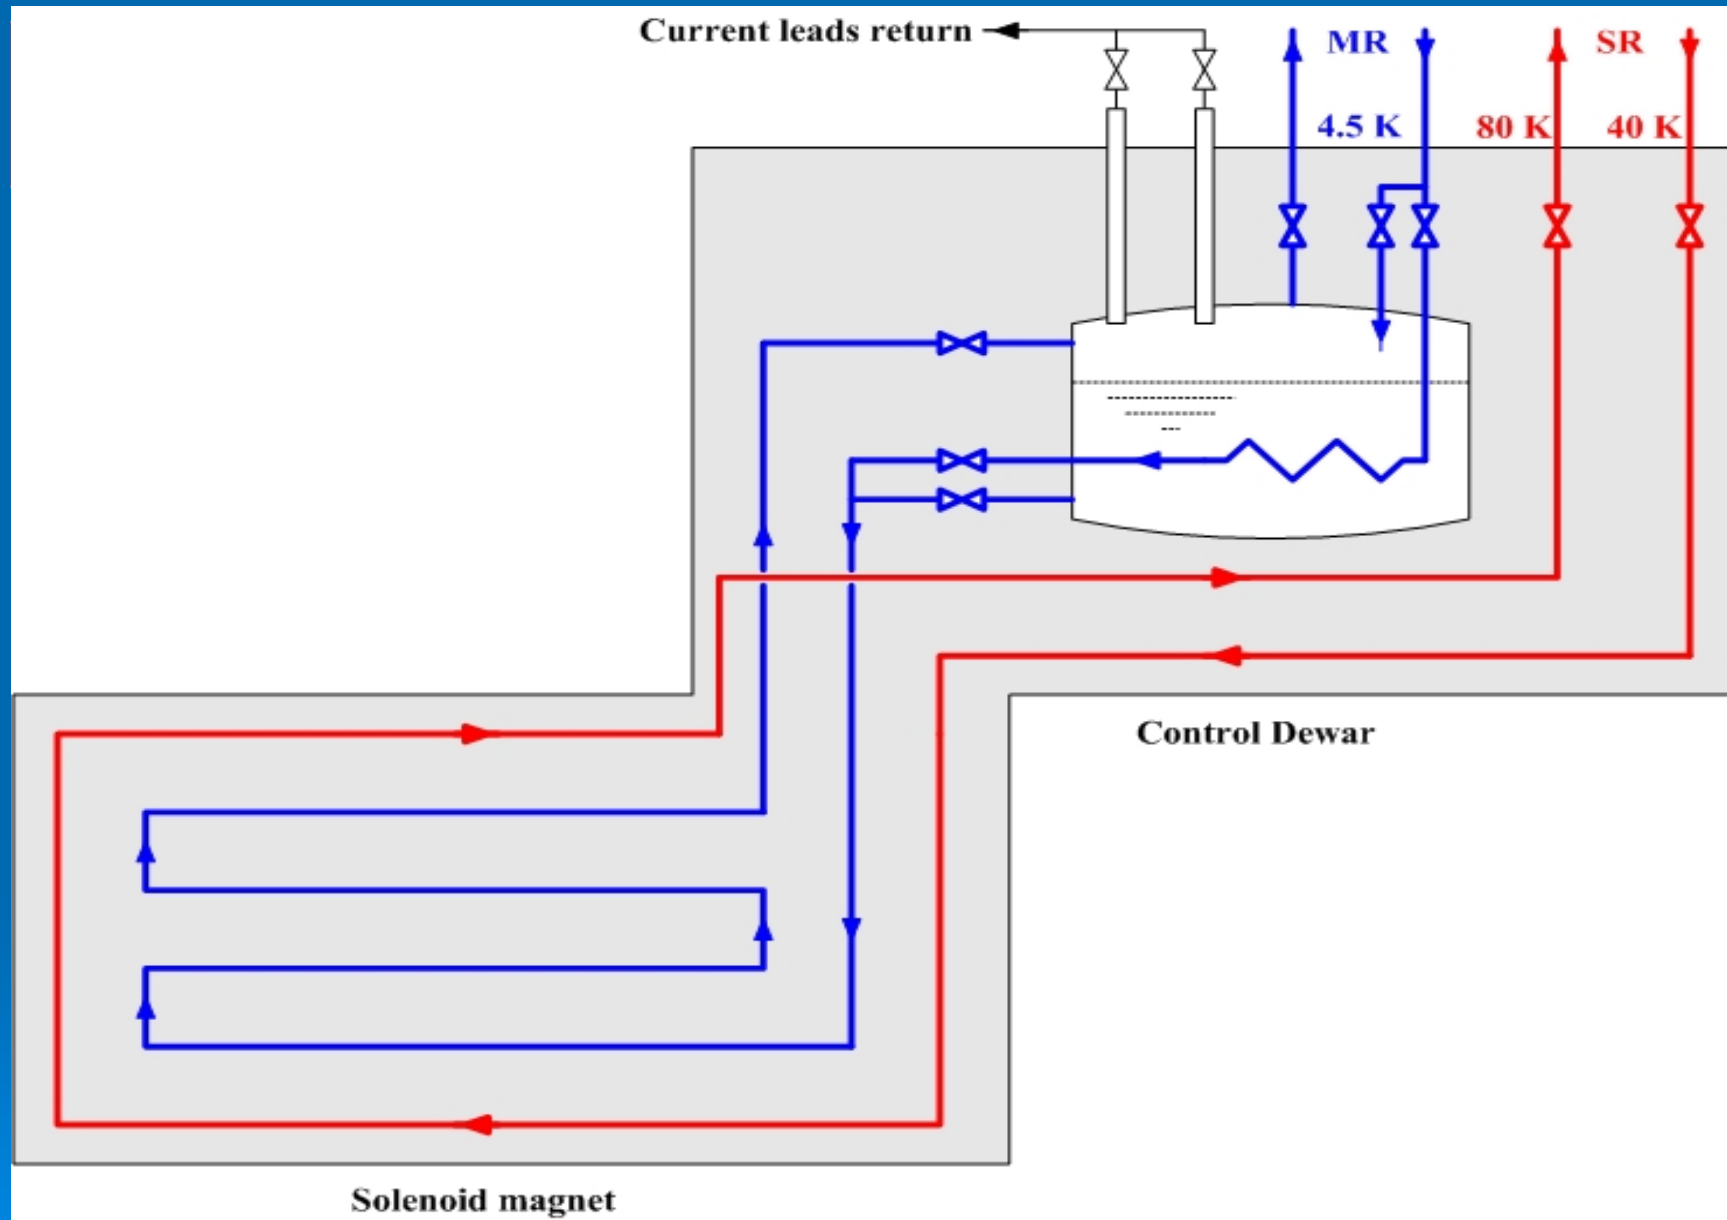 Current leads return
MR
SR
4.5 K
80 K
40 K
Control Dewar
Solenoid magnet